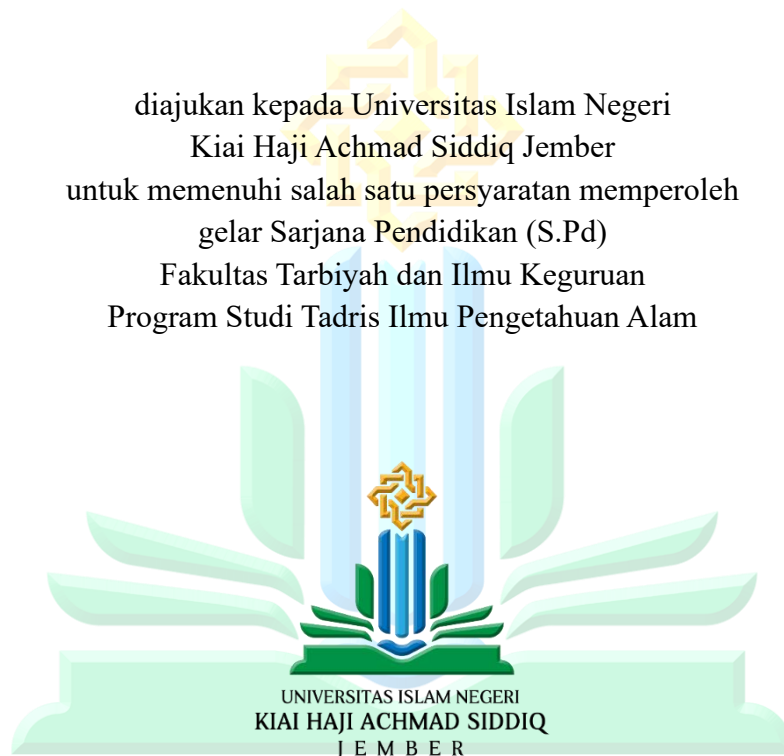 diajukan kepada Universitas Islam Negeri
Kiai Haji Achmad Siddiq Jember
untuk memenuhi salah satu persyaratan memperoleh
gelar Sarjana Pendidikan (S.Pd)
Fakultas Tarbiyah dan Ilmu Keguruan
Program Studi Tadris Ilmu Pengetahuan Alam
UNIVERSITAS ISLAM NEGERI
KIAI HAJI ACHMAD SIDDIQ
JEMBER